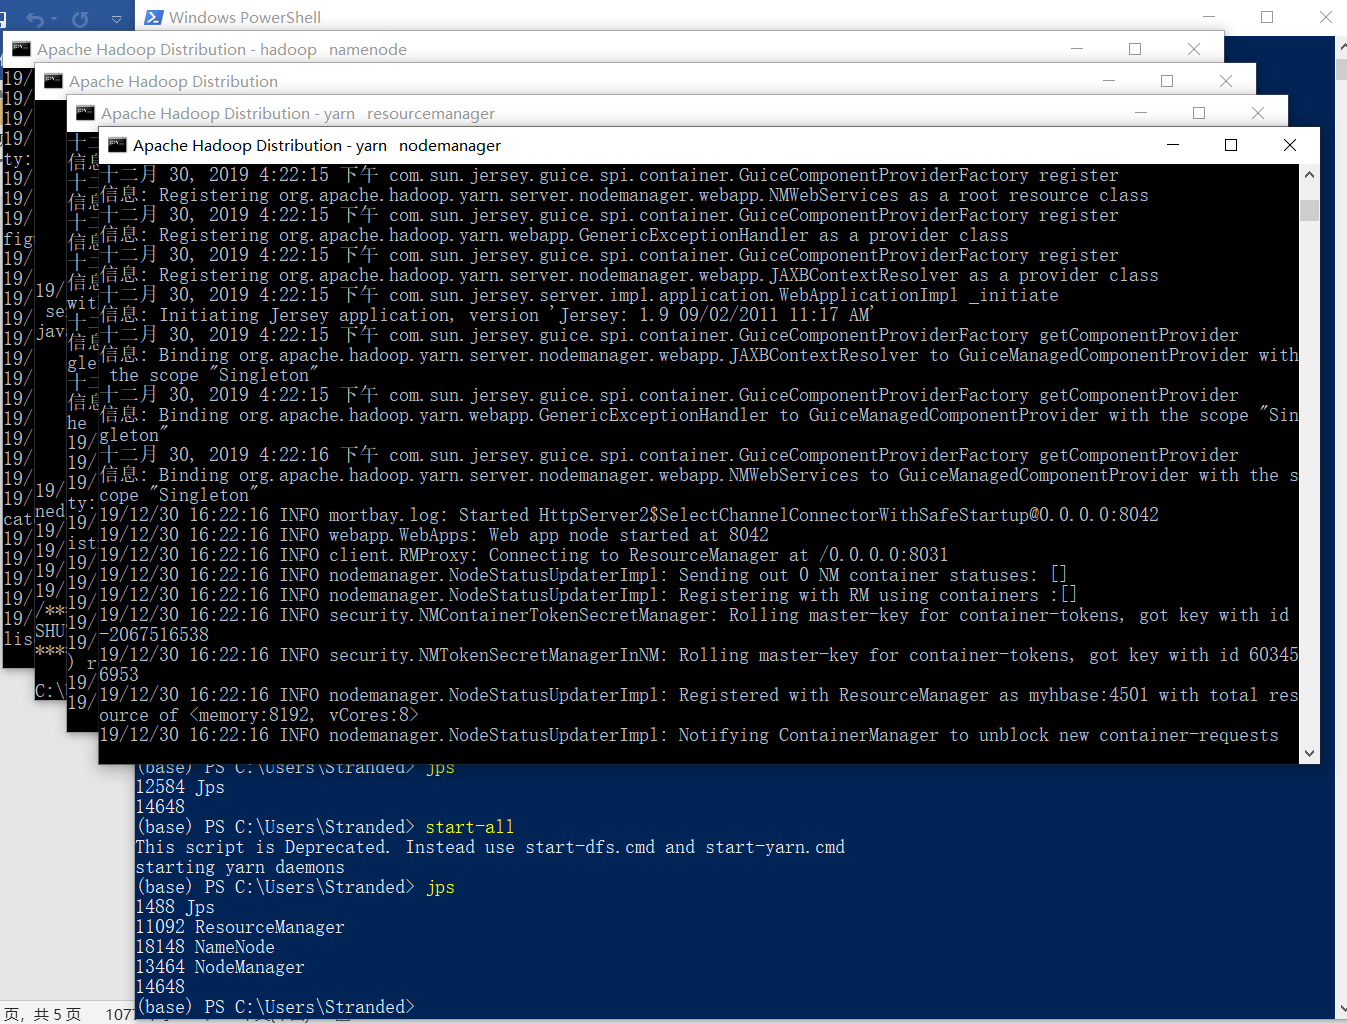 Windows PowerShell
Apache Hadoop Distribution - hadoop   namenode
Apache Hadoop Distribution
Apache Hadoop Distribution - yarn   resourcemanager
Apache Hadoop Distribution - yarn   nodemanager
十二月 30, 2019 4:22:15 下午 com.sun.jersey.guice.spi.container.GuiceComponentProviderFactory register
信息: Registering org.apache.hadoop.yarn.server.nodemanager.webapp.NMWebServices as a root resource class
十二月 30, 2019 4:22:15 下午 com.sun.jersey.guice.spi.container.GuiceComponentProviderFactory register
信息: Registering org.apache.hadoop.yarn.webapp.GenericExceptionHandler as a provider class
十二月 30, 2019 4:22:15 下午 com.sun.jersey.guice.spi.container.GuiceComponentProviderFactory register
信息: Registering org.apache.hadoop.yarn.server.nodemanager.webapp.JAXBContextResolver as a provider class
十二月 30, 2019 4:22:15 下午 com.sun.jersey.server.impl.application.WebApplicationImpl _initiate
信息: Initiating Jersey application, version 'Jersey: 1.9 09/02/2011 11:17 AM'
十二月 30, 2019 4:22:15 下午 com.sun.jersey.guice.spi.container.GuiceComponentProviderFactory getComponentProvider
信息: Binding org.apache.hadoop.yarn.server.nodemanager.webapp.JAXBContextResolver to GuiceManagedComponentProvider with
 the scope "Singleton"
十二月 30, 2019 4:22:15 下午 com.sun.jersey.guice.spi.container.GuiceComponentProviderFactory getComponentProvider
信息: Binding org.apache.hadoop.yarn.webapp.GenericExceptionHandler to GuiceManagedComponentProvider with the scope "Sin
gleton"
十二月 30, 2019 4:22:16 下午 com.sun.jersey.guice.spi.container.GuiceComponentProviderFactory getComponentProvider
信息: Binding org.apache.hadoop.yarn.server.nodemanager.webapp.NMWebServices to GuiceManagedComponentProvider with the s
cope "Singleton"
19/12/30 16:22:16 INFO mortbay.log: Started HttpServer2$SelectChannelConnectorWithSafeStartup@0.0.0.0:8042
19/12/30 16:22:16 INFO webapp.WebApps: Web app node started at 8042
19/12/30 16:22:16 INFO client.RMProxy: Connecting to ResourceManager at /0.0.0.0:8031
19/12/30 16:22:16 INFO nodemanager.NodeStatusUpdaterImpl: Sending out 0 NM container statuses: []
19/12/30 16:22:16 INFO nodemanager.NodeStatusUpdaterImpl: Registering with RM using containers :[]
19/12/30 16:22:16 INFO security.NMContainerTokenSecretManager: Rolling master-key for container-tokens, got key with id
-2067516538
19/12/30 16:22:16 INFO security.NMTokenSecretManagerInNM: Rolling master-key for container-tokens, got key with id 60345
6953
19/12/30 16:22:16 INFO nodemanager.NodeStatusUpdaterImpl: Registered with ResourceManager as myhbase:4501 with total res
ource of <memory:8192, vCores:8>
19/12/30 16:22:16 INFO nodemanager.NodeStatusUpdaterImpl: Notifying ContainerManager to unblock new container-requests
(base) PS C:\Users\Stranded> jps
12584 Jps
14648
(base) PS C:\Users\Stranded> start-all
This script is Deprecated. Instead use start-dfs.cmd and start-yarn.cmd
starting yarn daemons
(base) PS C:\Users\Stranded> jps
1488 Jps
11092 ResourceManager
18148 NameNode
13464 NodeManager
14648
(base) PS C:\Users\Stranded>
页，共 5 页